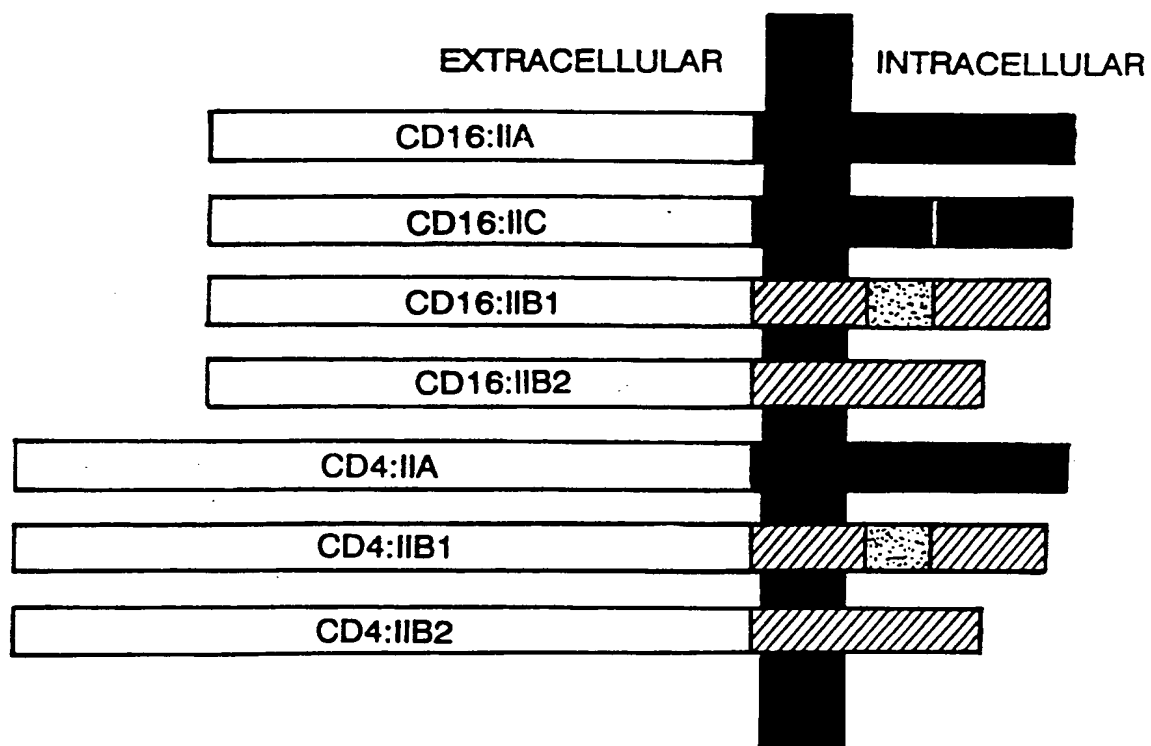 EXTRACELLULAR INTRACELLULAR
CD16:IIA
CD16:IIC
CD16:IIB1
CD16:IIB2
CD4:IIA
CD4:IIB1
CD4:IIB2